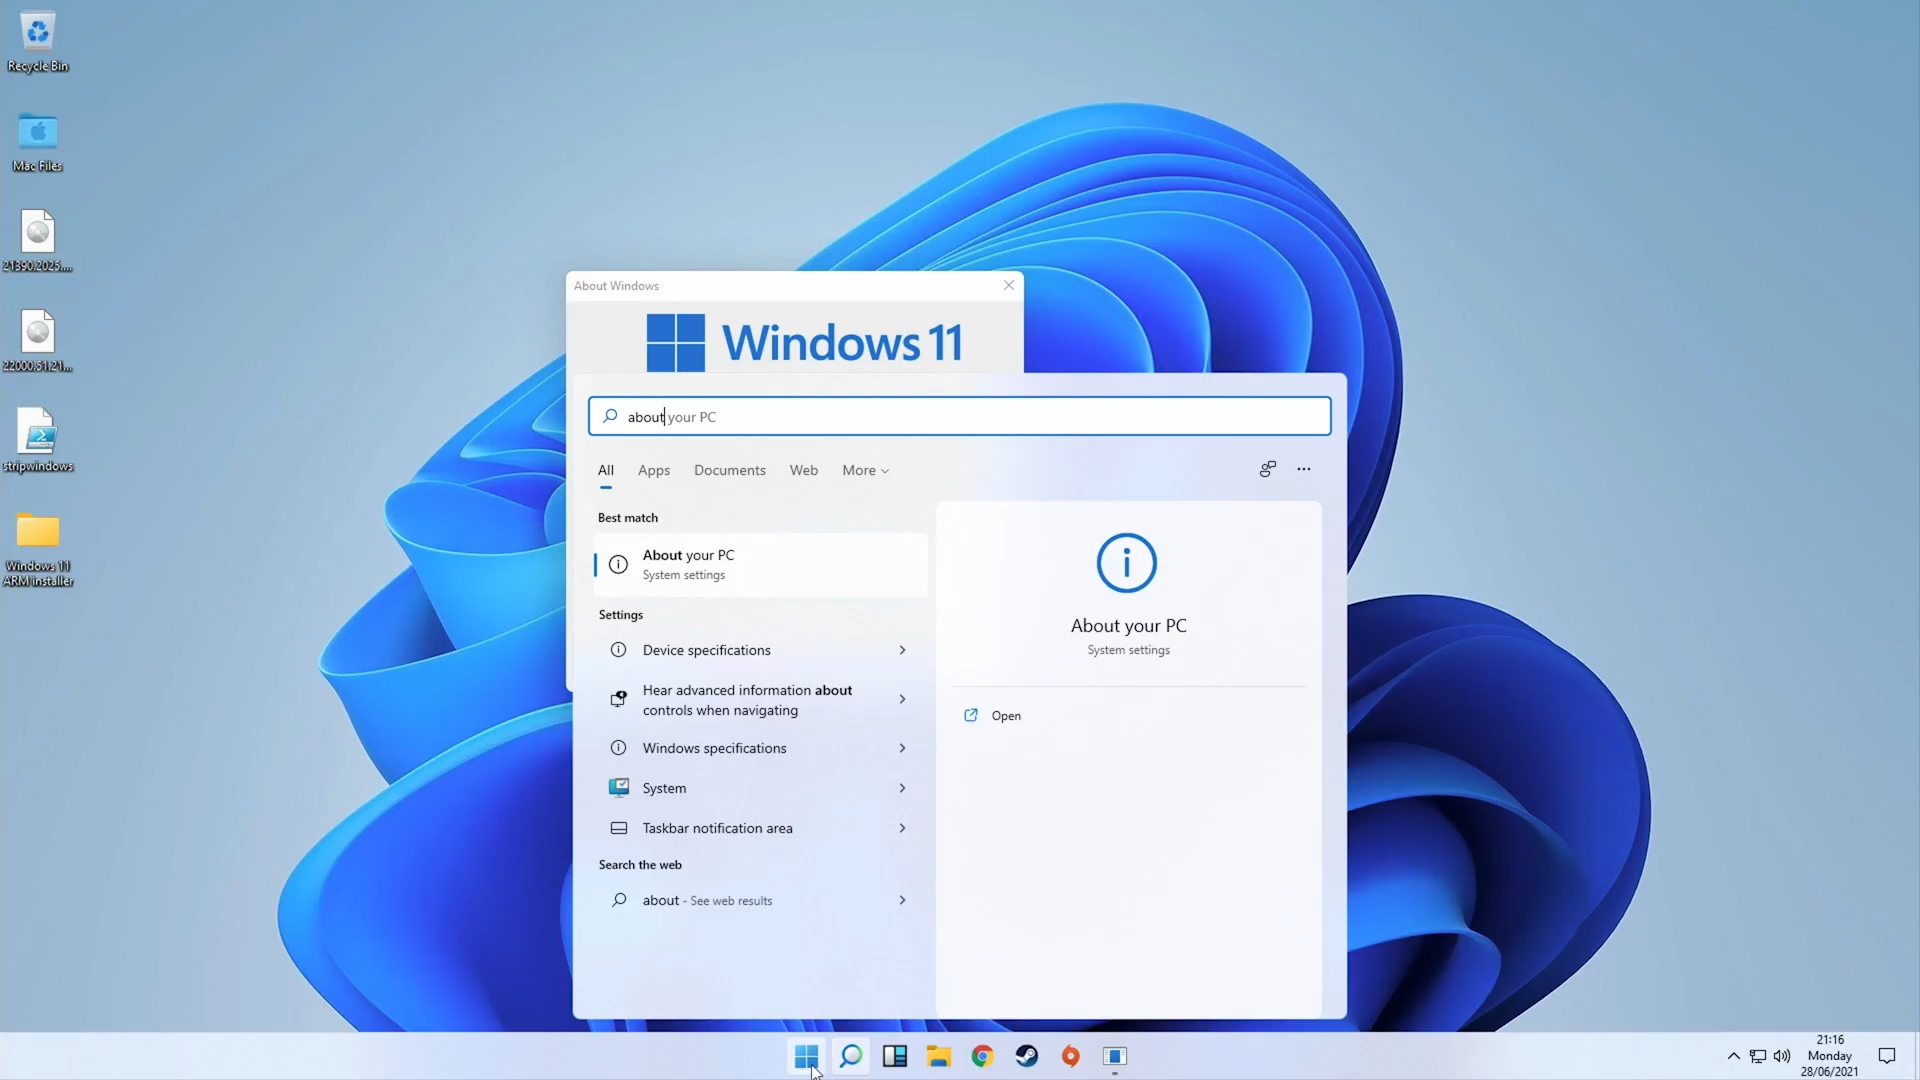 Recycle Bin
Mac Files
21390.2025....
22000.51.21...
stripwindows
Windows 11
ARM installer
About Windows
Windows 11
about your PC
All
Apps
Documents
Web
More
Best match
About your PC
System settings
Settings
Device specifications
Hear advanced information about
controls when navigating
Windows specifications
System
Taskbar notification area
Search the web
about - See web results
About your PC
System settings
Open
21:16
Monday
28/06/2021